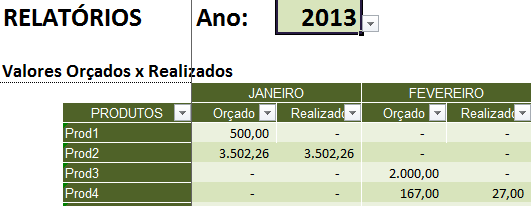 RELATÓRIOS Ano: 2013
Valores Orçados x Realizados
JANEIRO FEVEREIRO
PRODUTOS Orçado Realizado Orçado Realizado
Prod1 500,00 - - -
Prod2 3.502,26 3.502,26 - -
Prod3 - - 2.000,00 -
Prod4 - - 167,00 27,00